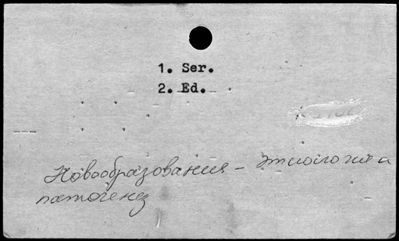 1. Ser.
2. Ed.
Новообразования – этиология и
патогенез